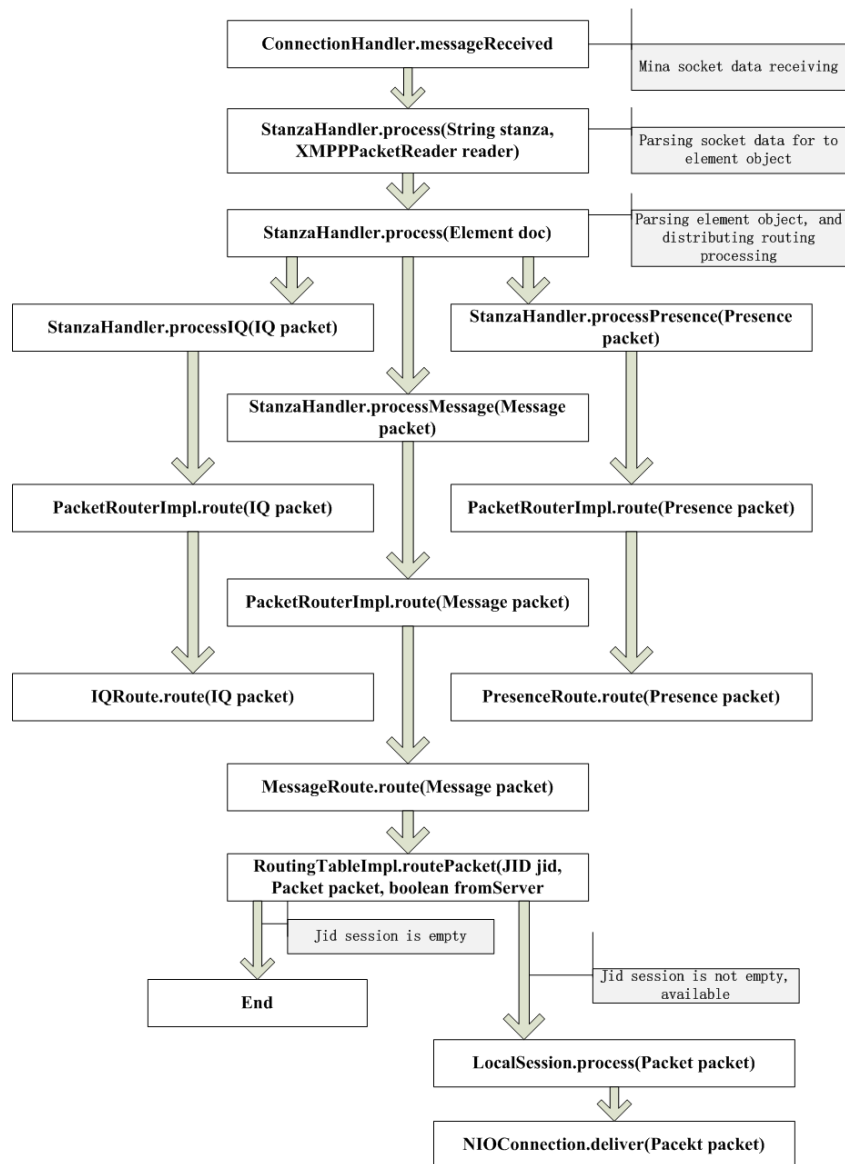 ConnectionHandler.messageReceived
Mina socket data receiving
StanzaHandler.process(String stanza,
XMPPPacketReader reader)
Parsing socket data for to
element object
StanzaHandler.process(Element doc)
Parsing element object, and
distributing routing
processing
StanzaHandler.processIQ(IQ packet)
StanzaHandler.processPresence(Presence
packet)
StanzaHandler.processMessage(Message
packet)
PacketRouterImpl.route(IQ packet)
PacketRouterImpl.route(Presence packet)
PacketRouterImpl.route(Message packet)
IQRoute.route(IQ packet)
PresenceRoute.route(Presence packet)
MessageRoute.route(Message packet)
RoutingTableImpl.routePacket(JID jid,
Packet packet, boolean fromServer
Jid session is empty
Jid session is not empty,
available
End
LocalSession.process(Packet packet)
NIOConnection.deliver(Pacekt packet)